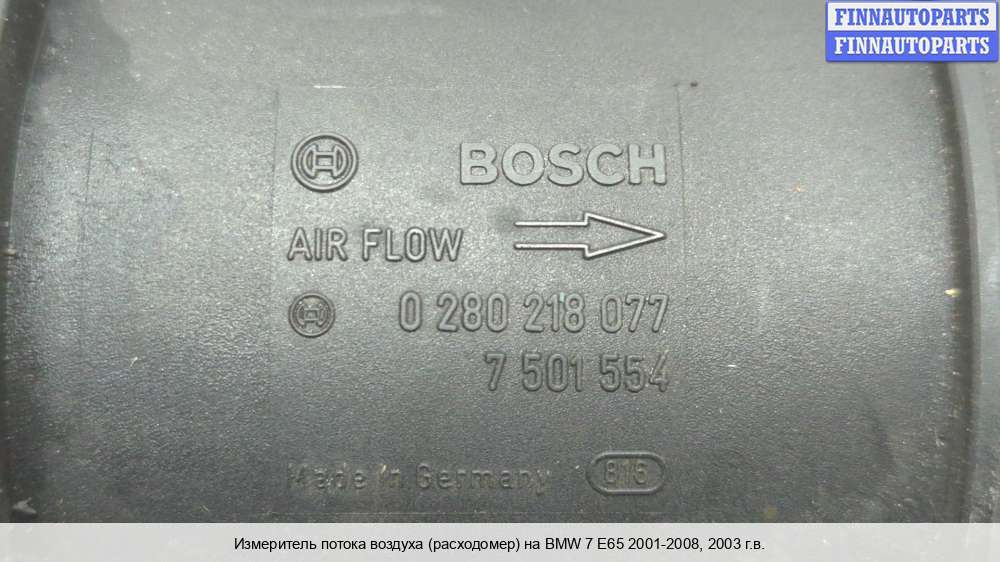 FINNAUTOPARTS
FINNAUTOPARTS
BOSCH
AIR FLOW
0 280 218 077
7 501 554
Made in Germany 816
Измеритель потока воздуха (расходомер) на BMW 7 E65 2001-2008, 2003 г.в.